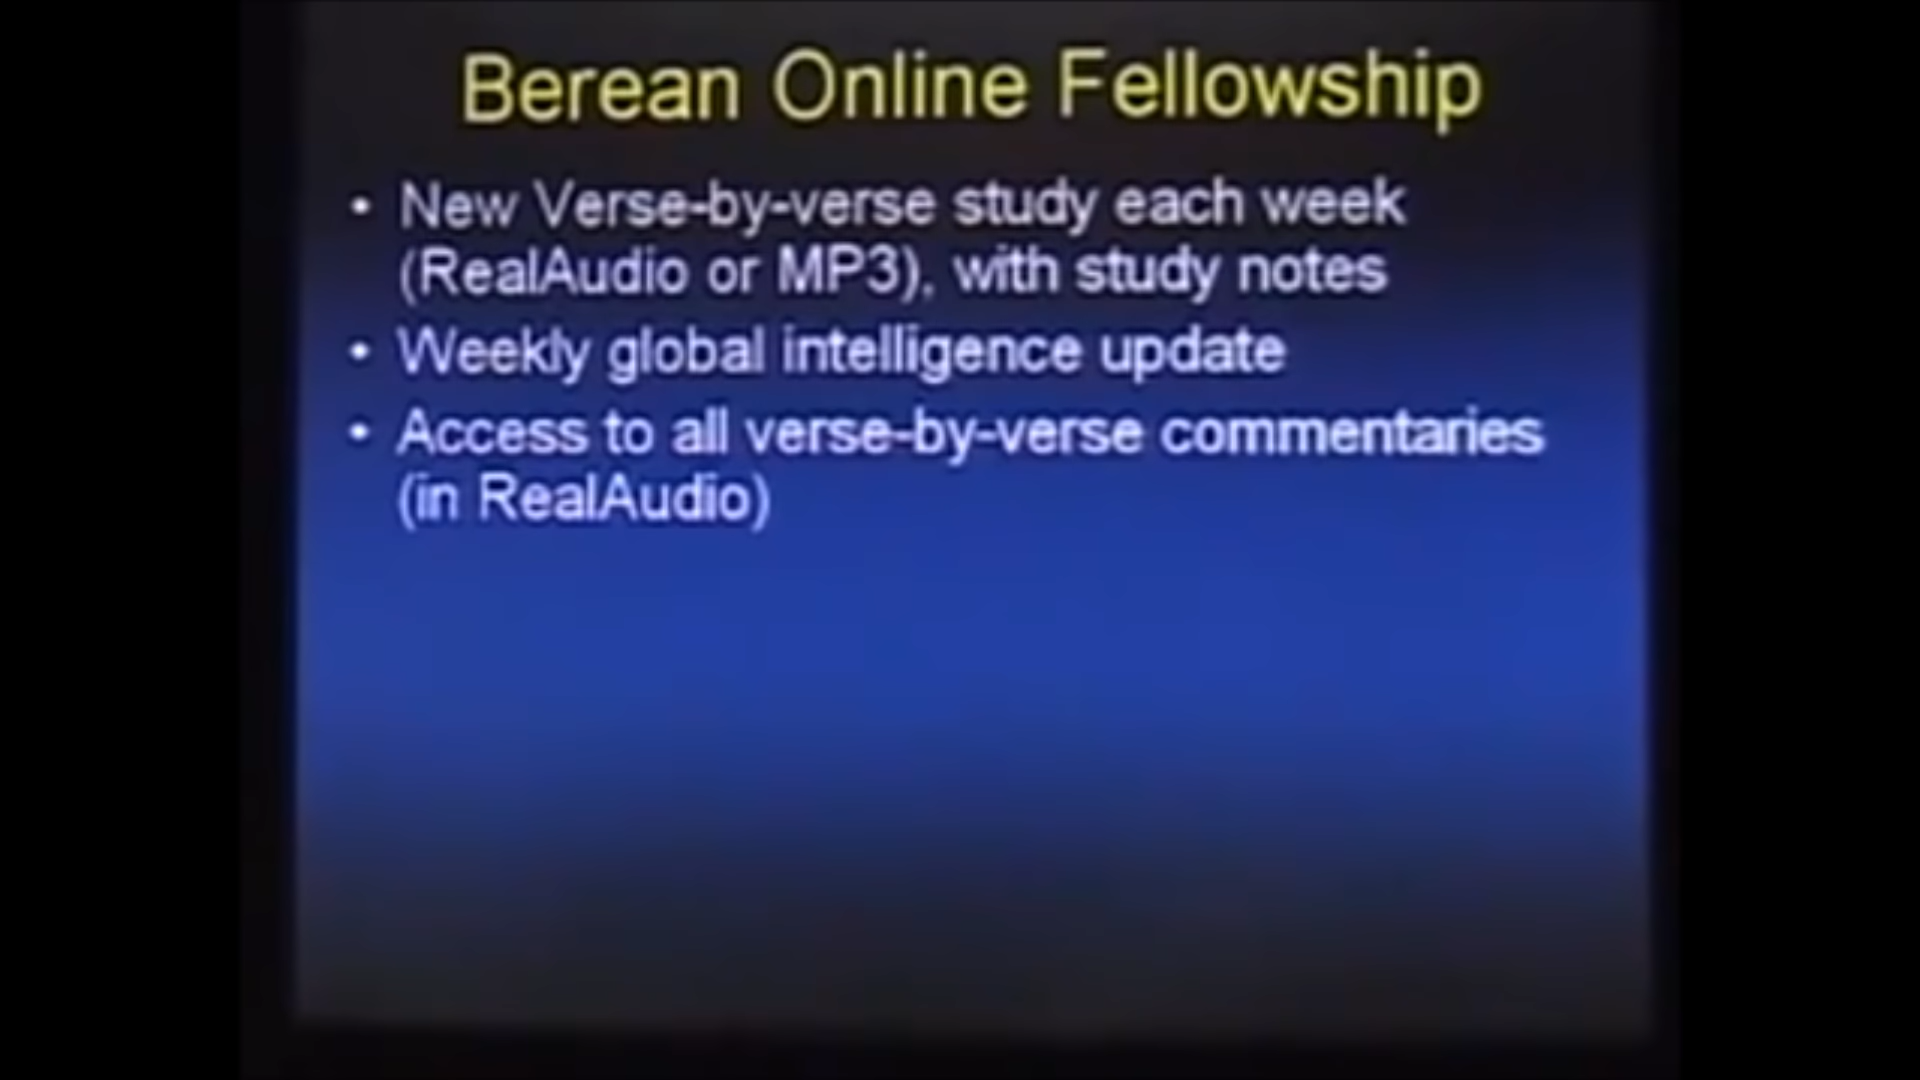 Berean Online Fellowship
• New Verse-by-verse study each week
(RealAudio or MP3), with study notes
• Weekly global intelligence update
• Access to all verse-by-verse commentaries
(in RealAudio)